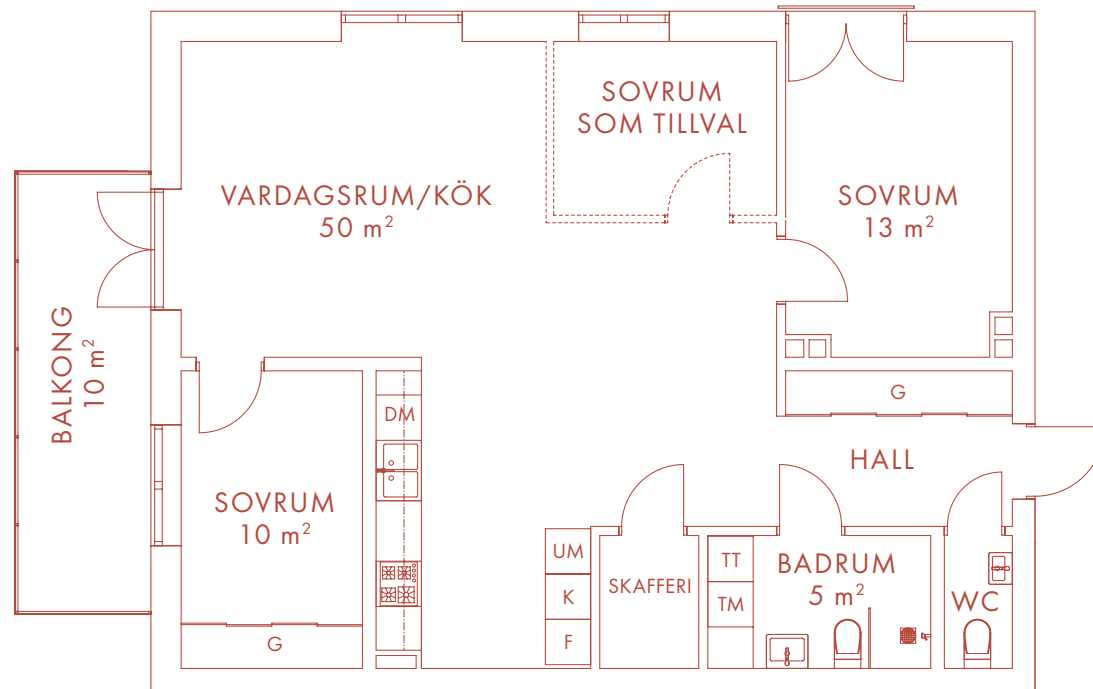 SOVRUM
SOM TILLVAL
VARDAGSRUM/KÖK
50 m²
SOVRUM
13 m²
BALKONG
10 m²
G
DM
HALL
SOVRUM
10 m²
UM
K
F
SKAFFERI
TT
TM
BADRUM
5 m²
WC
G